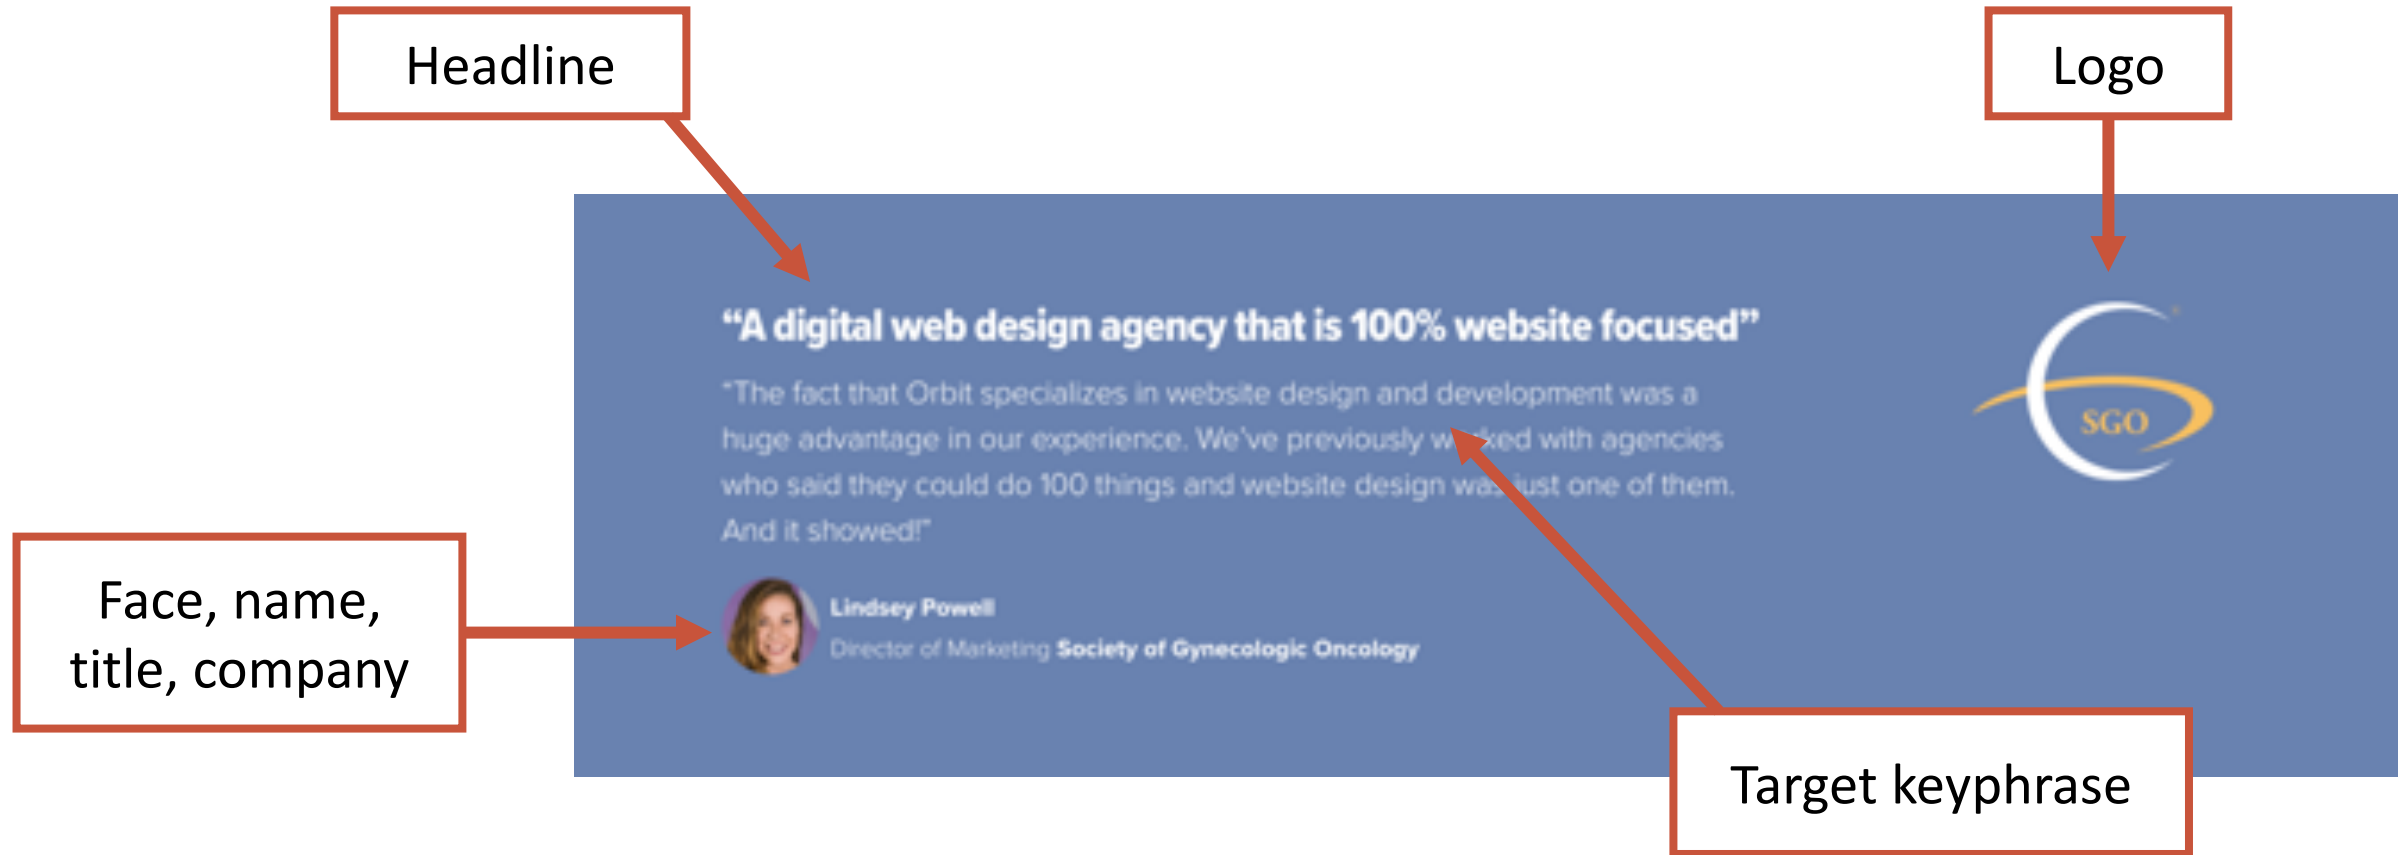 Headline
Logo
“A digital web design agency that is 100% website focused”
“The fact that Orbit specializes in website design and development was a
huge advantage in our experience. We've previously worked with agencies
who said they could do 100 things and website design was just one of them.
And it showed!”
SGO
Face, name,
title, company
Lindsey Powell
Director of Marketing Society of Gynecologic Oncology
Target keyphrase